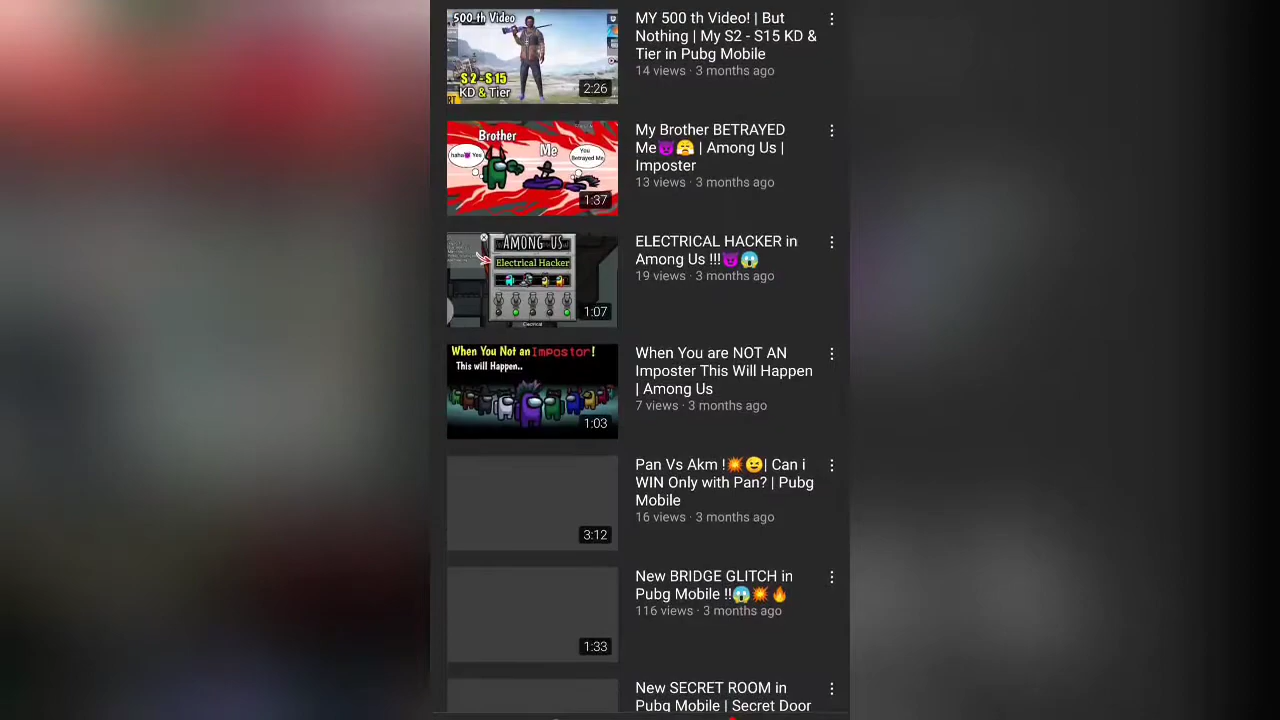 500 th Video
S 2 - S 15
KD & Tier
2:26
MY 500 th Video! | But
Nothing | My S2 - S15 KD &
Tier in Pubg Mobile
14 views · 3 months ago
Brother
Me
haha😈 Yes
You
Betrayed Me
1:37
My Brother BETRAYED
Me😈😤 | Among Us |
Imposter
13 views · 3 months ago
AMONG US
Electrical Hacker
Electrical
1:07
ELECTRICAL HACKER in
Among Us !!!😈😱
19 views · 3 months ago
When You Not an Impostor!
This will Happen..
1:03
When You are NOT AN
Imposter This Will Happen
| Among Us
7 views · 3 months ago
3:12
Pan Vs Akm !💥😉| Can i
WIN Only with Pan? | Pubg
Mobile
16 views · 3 months ago
1:33
New BRIDGE GLITCH in
Pubg Mobile !!😱💥🔥
116 views · 3 months ago
New SECRET ROOM in
Pubg Mobile | Secret Door